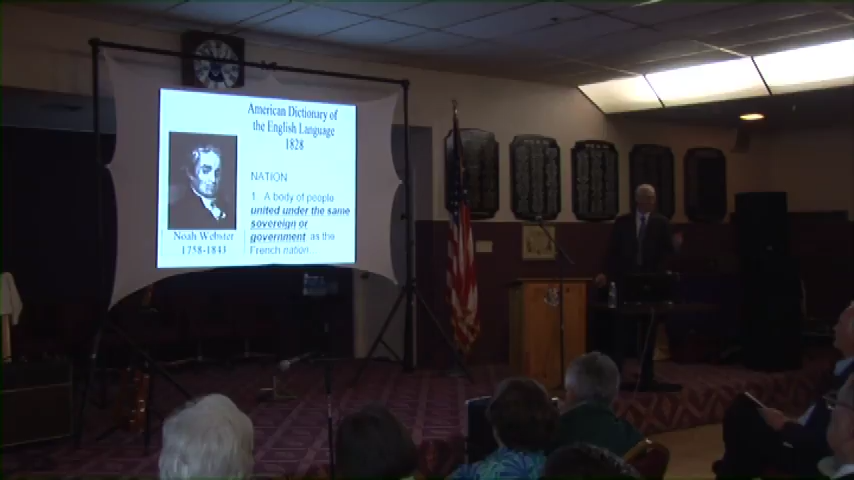 American Dictionary of
the English Language
1828
NATION
1. A body of people
united under the same
sovereign or
government as the
French nation
Noah Webster
1758-1843